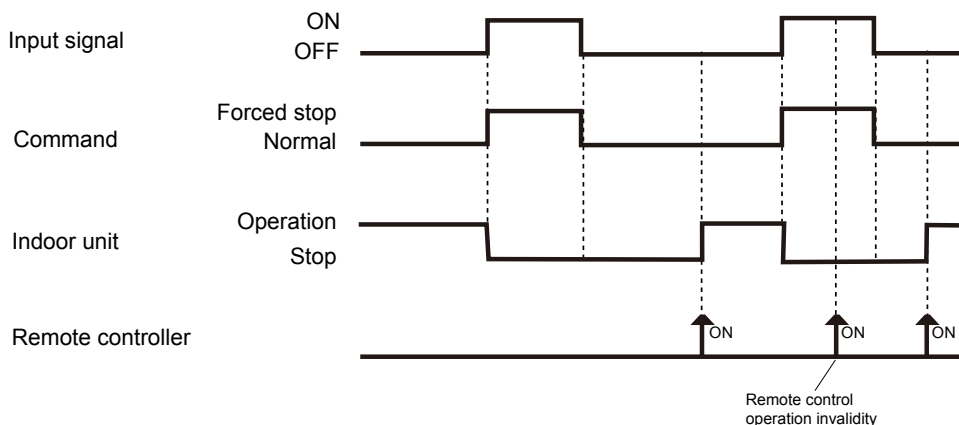 Input signal
ON
OFF
Command
Forced stop
Normal
Indoor unit
Operation
Stop
Remote controller
ON
ON
ON
Remote control
operation invalidity